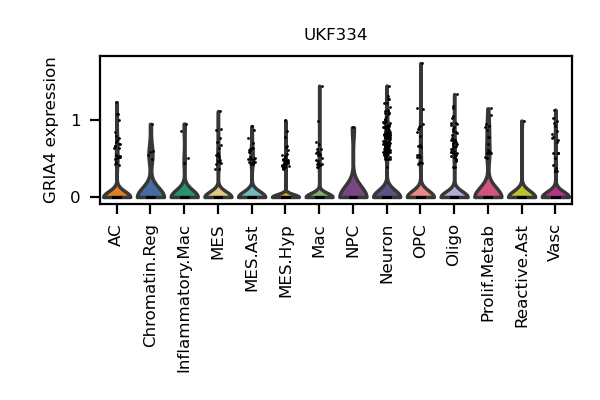 UKF334
GRIA4 expression
1
0
AC
Chromatin.Reg
Inflammatory.Mac
MES
MES.Ast
MES.Hyp
Mac
NPC
Neuron
OPC
Oligo
Prolif.Metab
Reactive.Ast
Vasc